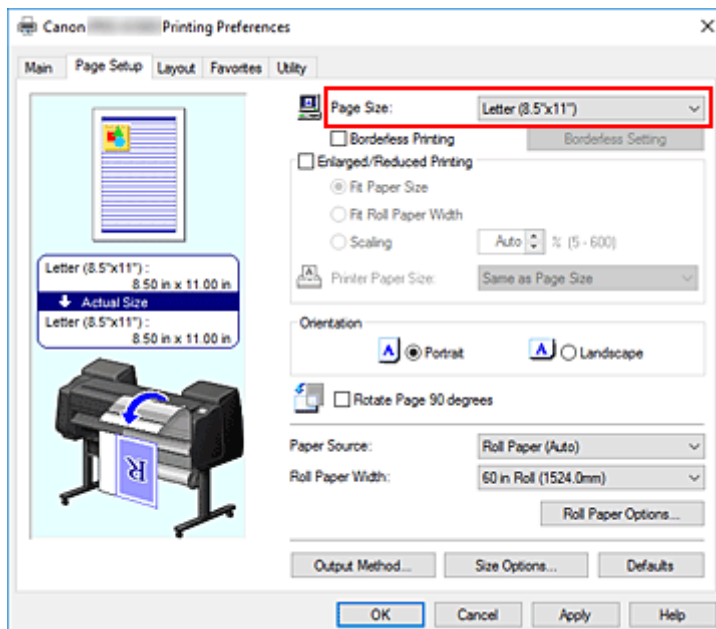 Canon Printing Preferences
Main Page Setup Layout Favorites Utility
Page Size: Letter (8.5"x11")
Borderless Printing Borderless Setting
Enlarged/Reduced Printing
Fit Paper Size
Fit Roll Paper Width
Scaling Auto % (5 - 600)
Printer Paper Size: Same as Page Size
Letter (8.5"x11") :
8.50 in x 11.00 in
Actual Size
Letter (8.5"x11") :
8.50 in x 11.00 in
Orientation
A Portrait A Landscape
Rotate Page 90 degrees
R
Paper Source: Roll Paper (Auto)
Roll Paper Width: 60 in Roll (1524.0mm)
Roll Paper Options...
Output Method... Size Options... Defaults
OK Cancel Apply Help